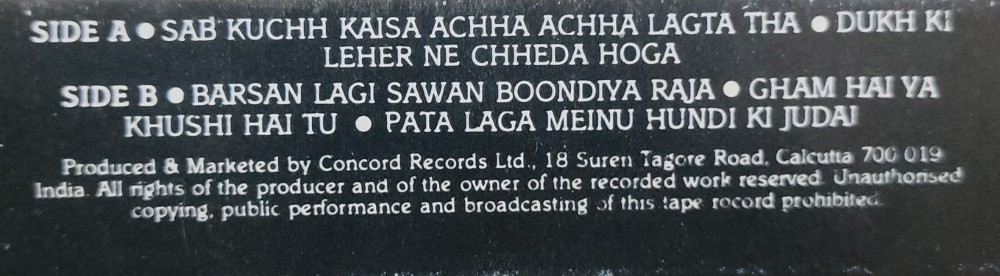 SIDE A ● SAB KUCHH KAISA ACHHA ACHHA LAGTA THA ● DUKH KI
LEHER NE CHHEDA HOGA
SIDE B ● BARSAN LAGI SAWAN BOONDIYA RAJA ● GHAM HAI YA
KHUSHI HAI TU ● PATA LAGA MEINU HUNDI KI JUDAI
Produced & Marketed by Concord Records Ltd., 18 Suren Tagore Road, Calcutta 700 019
India. All rights of the producer and of the owner of the recorded work reserved. Unauthorised
copying, public performance and broadcasting of this tape rocord prohibited.